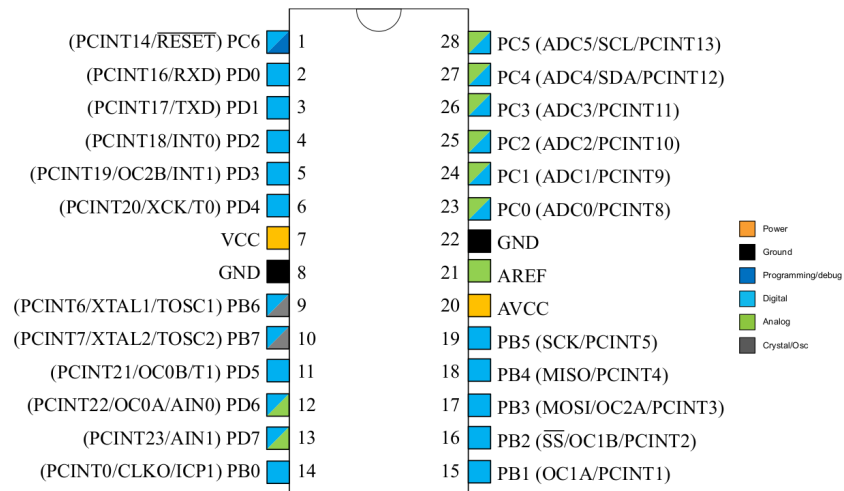 (PCINT14/RESET) PC6 1
(PCINT16/RXD) PD0 2
(PCINT17/TXD) PD1 3
(PCINT18/INT0) PD2 4
(PCINT19/OC2B/INT1) PD3 5
(PCINT20/XCK/T0) PD4 6
VCC 7
GND 8
(PCINT6/XTAL1/TOSC1) PB6 9
(PCINT7/XTAL2/TOSC2) PB7 10
(PCINT21/OC0B/T1) PD5 11
(PCINT22/OC0A/AIN0) PD6 12
(PCINT23/AIN1) PD7 13
(PCINT0/CLKO/ICP1) PB0 14
28 PC5 (ADC5/SCL/PCINT13)
27 PC4 (ADC4/SDA/PCINT12)
26 PC3 (ADC3/PCINT11)
25 PC2 (ADC2/PCINT10)
24 PC1 (ADC1/PCINT9)
23 PC0 (ADC0/PCINT8)
22 GND
21 AREF
20 AVCC
19 PB5 (SCK/PCINT5)
18 PB4 (MISO/PCINT4)
17 PB3 (MOSI/OC2A/PCINT3)
16 PB2 (SS/OC1B/PCINT2)
15 PB1 (OC1A/PCINT1)
Power
Ground
Programming/debug
Digital
Analog
Crystal/Osc